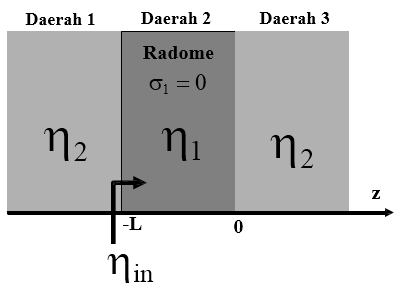 Daerah 1 Daerah 2 Daerah 3
Radome
σ₁ = 0
η₂ η₁ η₂
z
-L 0
ηin